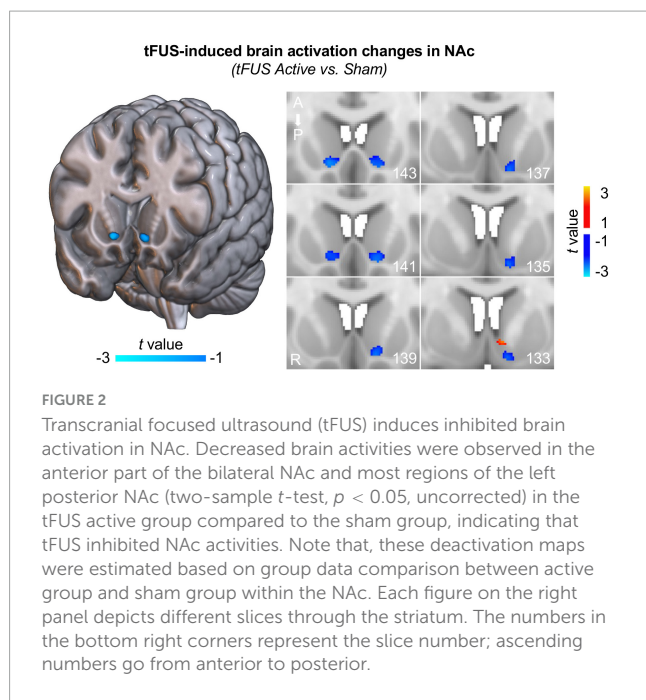 tFUS-induced brain activation changes in NAc
(tFUS Active vs. Sham)
A
P
143
137
141
135
R
139
133
3
1
-1
-3
t value
t value
-3
-1
FIGURE 2
Transcranial focused ultrasound (tFUS) induces inhibited brain
activation in NAc. Decreased brain activities were observed in the
anterior part of the bilateral NAc and most regions of the left
posterior NAc (two-sample t-test, p < 0.05, uncorrected) in the
tFUS active group compared to the sham group, indicating that
tFUS inhibited NAc activities. Note that, these deactivation maps
were estimated based on group data comparison between active
group and sham group within the NAc. Each figure on the right
panel depicts different slices through the striatum. The numbers in
the bottom right corners represent the slice number; ascending
numbers go from anterior to posterior.